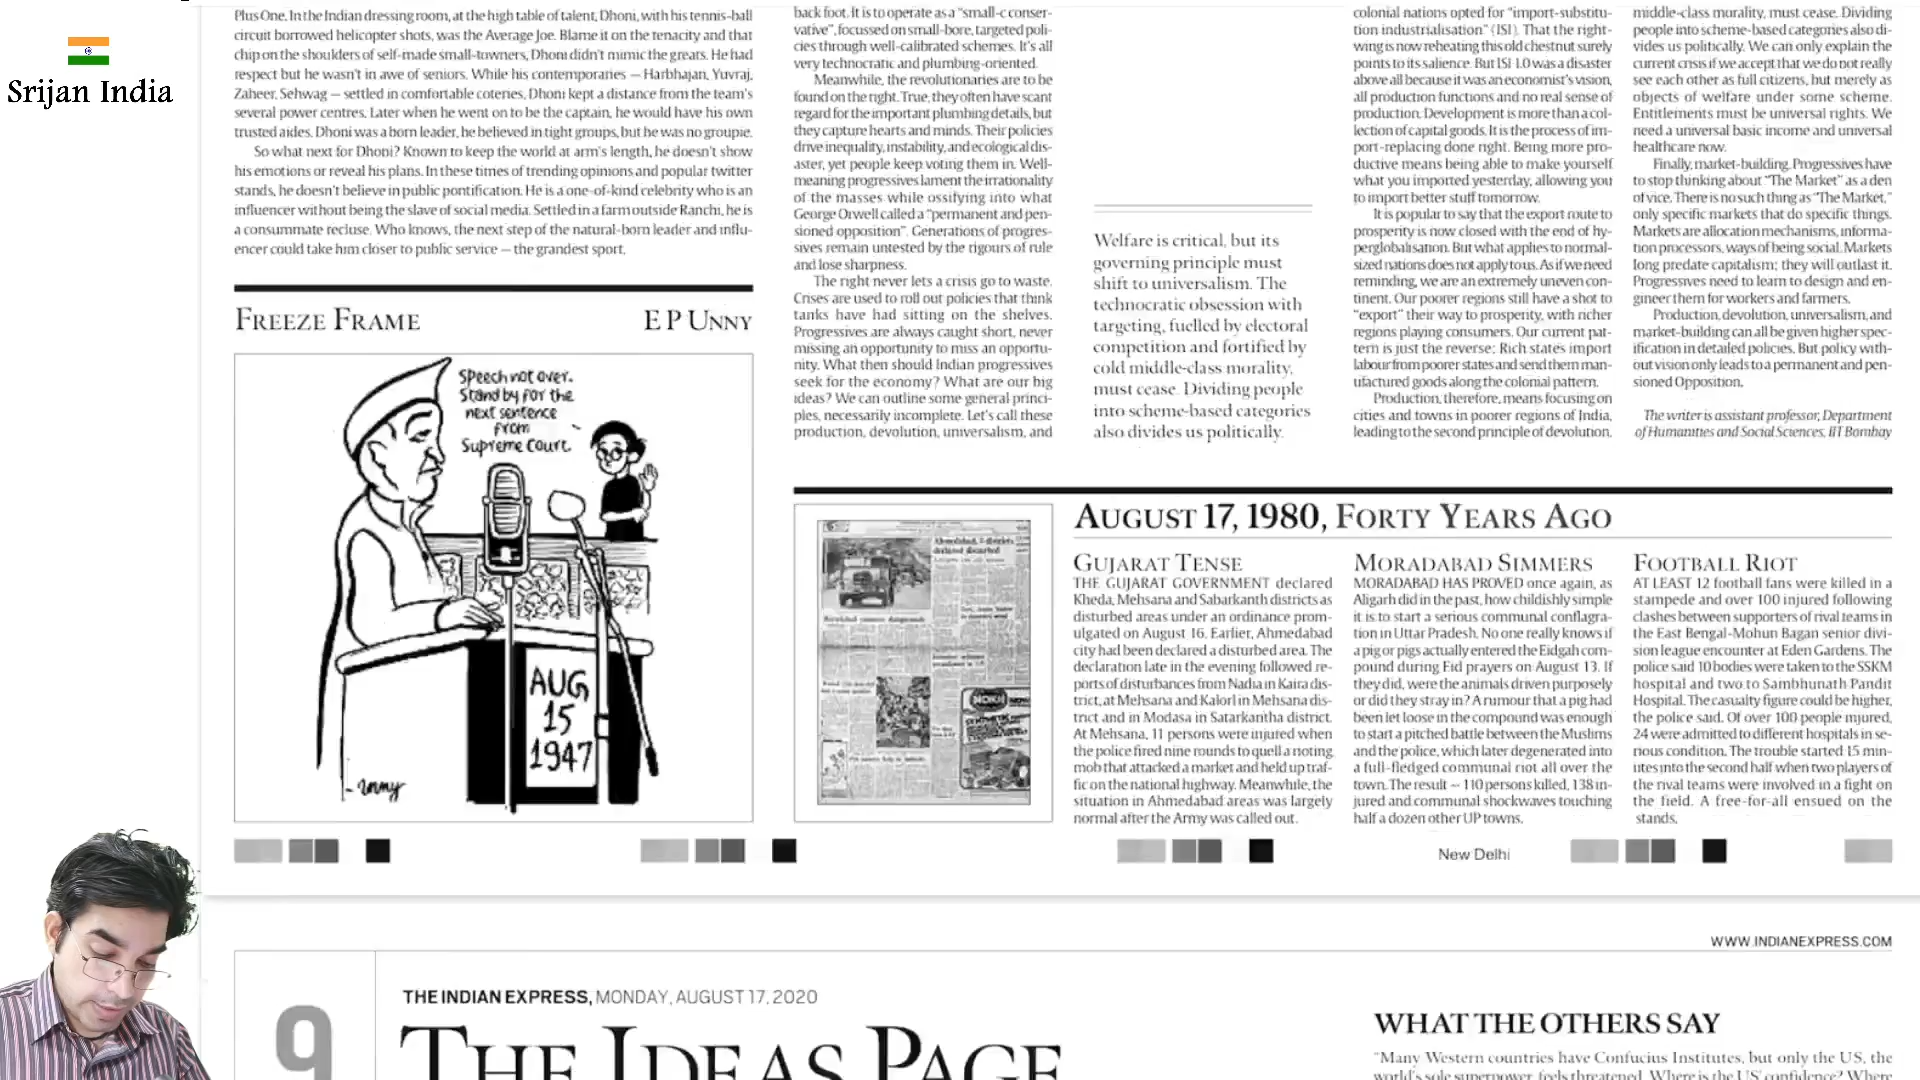 Srijan India
Plus One. In the Indian dressing room, at the high table of talent, Dhoni, with his tennis-ball
circuit borrowed helicopter shots, was the Average Joe. Blame it on the tenacity and that
chip on the shoulders of self-made small-towners, Dhoni didn't mimic the greats. He had
respect but he wasn't in awe of seniors. While his contemporaries — Harbhajan, Yuvraj,
Zaheer, Sehwag — settled in comfortable coteries, Dhoni kept a distance from the team's
several power centres. Later when he went on to be the captain, he would have his own
trusted aides. Dhoni was a born leader, he believed in tight groups, but he was no groupie.
So what next for Dhoni? Known to keep the world at arm's length, he doesn't show
his emotions or reveal his plans. In these times of trending opinions and popular twitter
stands, he doesn't believe in public pontification. He is a one-of-kind celebrity who is an
influencer without being the slave of social media. Settled in a farm outside Ranchi, he is
a consummate recluse. Who knows, the next step of the natural-born leader and influ-
encer could take him closer to public service — the grandest sport.
FREEZE FRAME
E P UNNY
Speech not over.
Stand by for the
next sentence
from
Supreme Court.
AUG
15
1947
Unny
back foot. It is to operate as a "small-c conser-
vative", focussed on small-bore, targeted poli-
cies through well-calibrated schemes. It's all
very technocratic and plumbing-oriented.
Meanwhile, the revolutionaries are to be
found on the right. True, they often have scant
regard for the important plumbing details, but
they capture hearts and minds. Their policies
drive inequality, instability, and ecological dis-
aster, yet people keep voting them in. Well-
meaning progressives lament the irrationality
of the masses while ossifying into what
George Orwell called a "permanent and pen-
sioned opposition". Generations of progres-
sives remain untested by the rigours of rule
and lose sharpness.
The right never lets a crisis go to waste.
Crises are used to roll out policies that think
tanks have had sitting on the shelves.
Progressives are always caught short, never
missing an opportunity to miss an opportu-
nity. What then should Indian progressives
seek for the economy? What are our big
ideas? We can outline some general princi-
ples, necessarily incomplete. Let's call these
production, devolution, universalism, and
Welfare is critical, but its
governing principle must
shift to universalism. The
technocratic obsession with
targeting, fuelled by electoral
competition and fortified by
cold middle-class morality,
must cease. Dividing people
into scheme-based categories
also divides us politically.
colonial nations opted for "import-substitu-
tion industrialisation" (ISI). That the right-
wing is now reheating this old chestnut surely
points to its salience. But ISI 1.0 was a disaster
above all because it was an economist's vision,
all production functions and no real sense of
production. Development is more than a col-
lection of capital goods. It is the process of im-
port-replacing done right. Being more pro-
ductive means being able to make yourself
what you imported yesterday, allowing you
to import better stuff tomorrow.
It is popular to say that the export route to
prosperity is now closed with the end of hy-
perglobalisation. But what applies to normal-
sized nations does not apply to us. As if we need
reminding, we are an extremely uneven con-
tinent. Our poorer regions still have a shot to
"export" their way to prosperity, with richer
regions playing consumers. Our current pat-
tern is just the reverse: Rich states import
labour from poorer states and send them man-
ufactured goods along the colonial pattern.
Production, therefore, means focusing on
cities and towns in poorer regions of India,
leading to the second principle of devolution.
middle-class morality, must cease. Dividing
people into scheme-based categories also di-
vides us politically. We can only explain the
current crisis if we accept that we do not really
see each other as full citizens, but merely as
objects of welfare under some scheme.
Entitlements must be universal rights. We
need a universal basic income and universal
healthcare now.
Finally, market-building. Progressives have
to stop thinking about "The Market" as a den
of vice. There is no such thing as "The Market,"
only specific markets that do specific things.
Markets are allocation mechanisms, informa-
tion processors, ways of being social. Markets
long predate capitalism; they will outlast it.
Progressives need to learn to design and en-
gineer them for workers and farmers.
Production, devolution, universalism, and
market-building can all be given higher spec-
ification in detailed policies. But policy with-
out vision only leads to a permanent and pen-
sioned Opposition.
The writer is assistant professor, Department
of Humanities and Social Sciences, IIT Bombay
AUGUST 17, 1980, FORTY YEARS AGO
GUJARAT TENSE
THE GUJARAT GOVERNMENT declared
Kheda, Mehsana and Sabarkanth districts as
disturbed areas under an ordinance prom-
ulgated on August 16. Earlier, Ahmedabad
city had been declared a disturbed area. The
declaration late in the evening followed re-
ports of disturbances from Nadia in Kaira dis-
trict, at Mehsana and Kalorl in Mehsana dis-
trict and in Modasa in Satarkantha district.
At Mehsana, 11 persons were injured when
the police fired nine rounds to quell a rioting
mob that attacked a market and held up traf-
fic on the national highway. Meanwhile, the
situation in Ahmedabad areas was largely
normal after the Army was called out.
MORADABAD SIMMERS
MORADABAD HAS PROVED once again, as
Aligarh did in the past, how childishly simple
it is to start a serious communal conflagra-
tion in Uttar Pradesh. No one really knows if
a pig or pigs actually entered the Eidgah com-
pound during Eid prayers on August 13. If
they did, were the animals driven purposely
or did they stray in? A rumour that a pig had
been let loose in the compound was enough
to start a pitched battle between the Muslims
and the police, which later degenerated into
a full-fledged communal riot all over the
town. The result — 110 persons killed, 138 in-
jured and communal shockwaves touching
half a dozen other UP towns.
FOOTBALL RIOT
AT LEAST 12 football fans were killed in a
stampede and over 100 injured following
clashes between supporters of rival teams in
the East Bengal-Mohun Bagan senior divi-
sion league encounter at Eden Gardens. The
police said 10 bodies were taken to the SSKM
hospital and two to Sambhunath Pandit
Hospital. The casualty figure could be higher,
the police said. Of over 100 people injured,
24 were admitted to different hospitals in se-
rious condition. The trouble started 15 min-
utes into the second half when two players of
the rival teams were involved in a fight on
the field. A free-for-all ensued on the
stands.
New Delhi
WWW.INDIANEXPRESS.COM
9
THE INDIAN EXPRESS, MONDAY, AUGUST 17, 2020
THE IDEAS PAGE
WHAT THE OTHERS SAY
"Many Western countries have Confucius Institutes, but only the US, the
world's sole superpower, feels threatened. Where is the US' confidence? Where